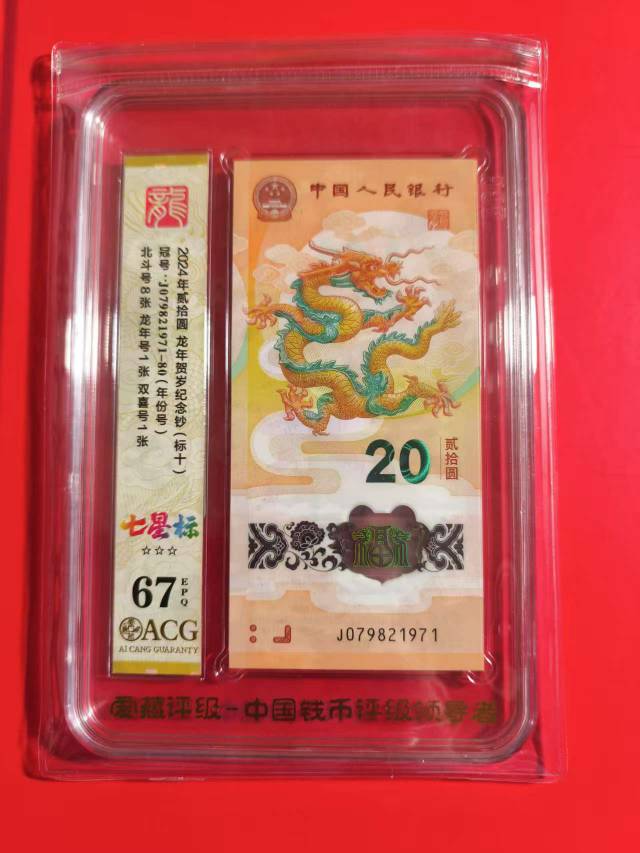 龍
2024年贰拾圆 龙年贺岁纪念钞(标十)
冠号:J079821971-80(年份号)
北斗号8张 龙年号1张 双喜号1张
七星标
☆☆☆
67 EPQ
ACG
AI CANG GUARANTY
中国人民银行
20
贰拾圆
J079821971
爱藏评级-中国钱币评级领导者